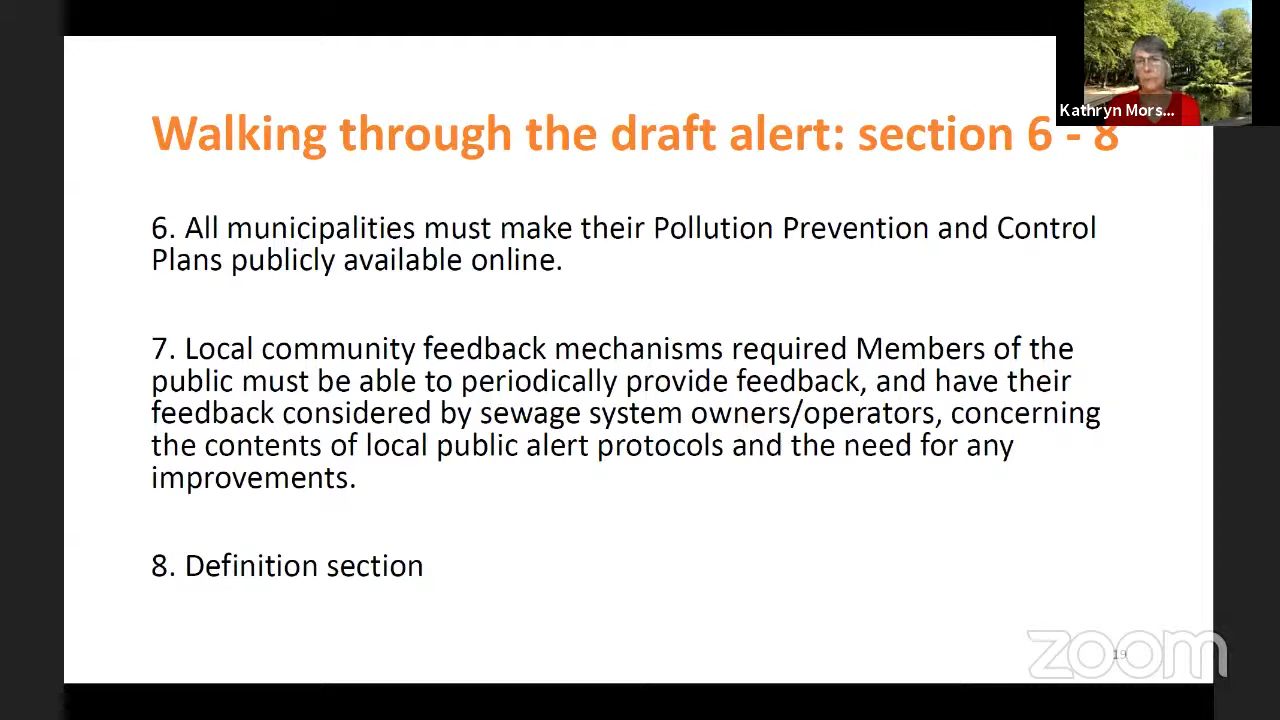 Kathryn Mors...
Walking through the draft alert: section 6 - 8
6. All municipalities must make their Pollution Prevention and Control
Plans publicly available online.
7. Local community feedback mechanisms required Members of the
public must be able to periodically provide feedback, and have their
feedback considered by sewage system owners/operators, concerning
the contents of local public alert protocols and the need for any
improvements.
8. Definition section
zoom
19